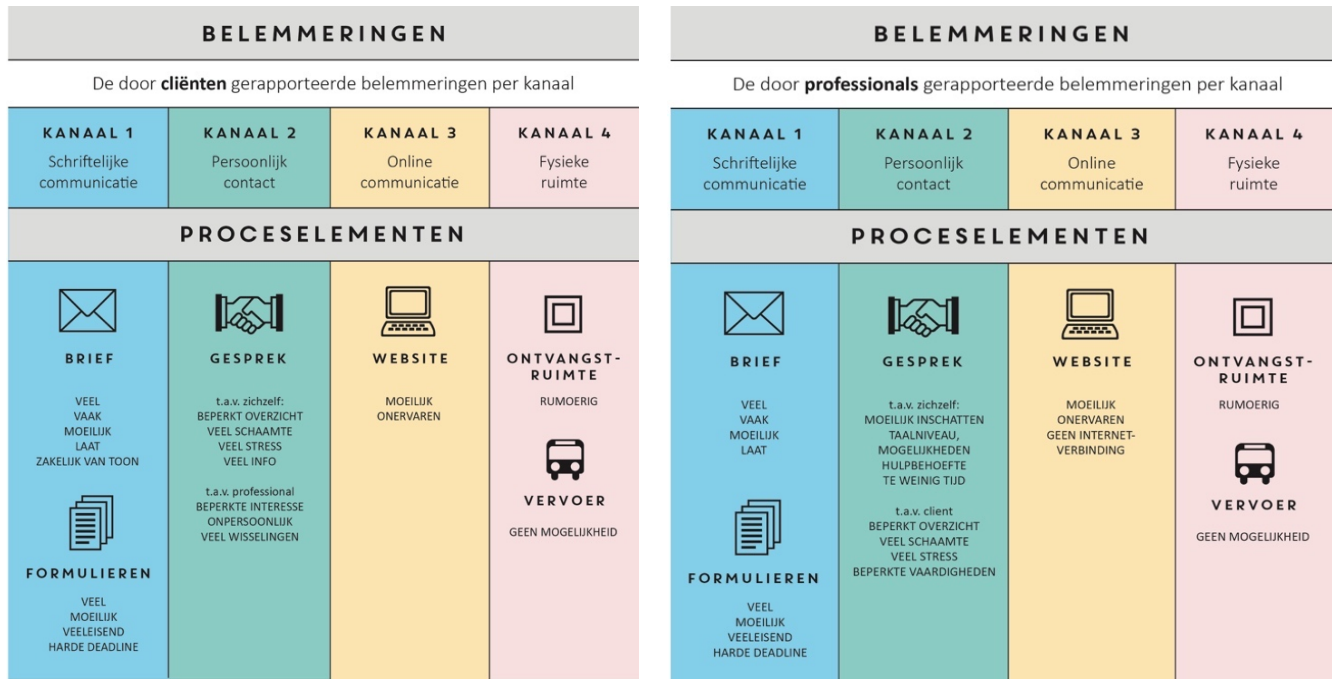 BELEMMERINGEN
De door cliënten gerapporteerde belemmeringen per kanaal
KANAAL 1
Schriftelijke
communicatie
KANAAL 2
Persoonlijk
contact
KANAAL 3
Online
communicatie
KANAAL 4
Fysieke
ruimte
PROCESELEMENTEN
BRIEF
VEEL
VAAK
MOEILIJK
LAAT
ZAKELIJK VAN TOON
FORMULIEREN
VEEL
MOEILIJK
VEELEISEND
HARDE DEADLINE
GESPREK
t.a.v. zichzelf:
BEPERKT OVERZICHT
VEEL SCHAAMTE
VEEL STRESS
VEEL INFO
t.a.v. professional
BEPERKTE INTERESSE
ONPERSOONLIJK
VEEL WISSELINGEN
WEBSITE
MOEILIJK
ONERVAREN
ONTVANGST-
RUIMTE
RUMOERIG
VERVOER
GEEN MOGELIJKHEID
BELEMMERINGEN
De door professionals gerapporteerde belemmeringen per kanaal
KANAAL 1
Schriftelijke
communicatie
KANAAL 2
Persoonlijk
contact
KANAAL 3
Online
communicatie
KANAAL 4
Fysieke
ruimte
PROCESELEMENTEN
BRIEF
VEEL
VAAK
MOEILIJK
LAAT
FORMULIEREN
VEEL
MOEILIJK
VEELEISEND
HARDE DEADLINE
GESPREK
t.a.v. zichzelf:
MOEILIJK INSCHATTEN
TAALNIVEAU,
MOGELIJKHEDEN
HULPBEHOEFTE
TE WEINIG TIJD
t.a.v. client
BEPERKT OVERZICHT
VEEL SCHAAMTE
VEEL STRESS
BEPERKTE VAARDIGHEDEN
WEBSITE
MOEILIJK
ONERVAREN
GEEN INTERNET-
VERBINDING
ONTVANGST-
RUIMTE
RUMOERIG
VERVOER
GEEN MOGELIJKHEID